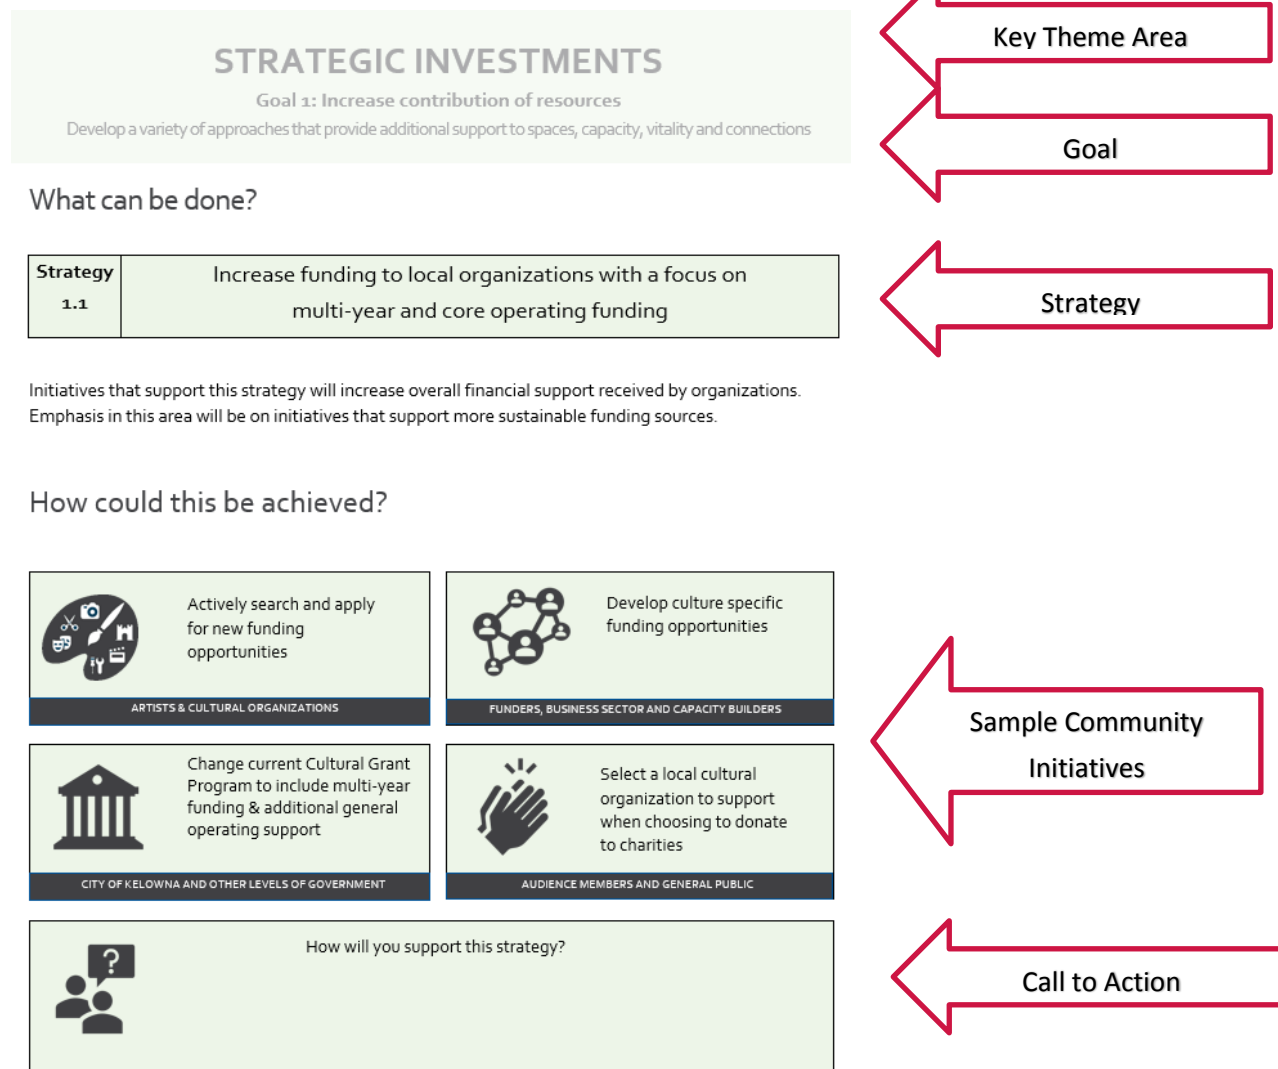 Key Theme Area
STRATEGIC INVESTMENTS
Goal 1: Increase contribution of resources
Develop a variety of approaches that provide additional support to spaces, capacity, vitality and connections
Goal
What can be done?
Strategy
1.1
Increase funding to local organizations with a focus on
multi-year and core operating funding
Strategy
Initiatives that support this strategy will increase overall financial support received by organizations.
Emphasis in this area will be on initiatives that support more sustainable funding sources.
How could this be achieved?
Actively search and apply
for new funding
opportunities
ARTISTS & CULTURAL ORGANIZATIONS
Develop culture specific
funding opportunities
FUNDERS, BUSINESS SECTOR AND CAPACITY BUILDERS
Change current Cultural Grant
Program to include multi-year
funding & additional general
operating support
CITY OF KELOWNA AND OTHER LEVELS OF GOVERNMENT
Select a local cultural
organization to support
when choosing to donate
to charities
AUDIENCE MEMBERS AND GENERAL PUBLIC
Sample Community
Initiatives
?
How will you support this strategy?
Call to Action